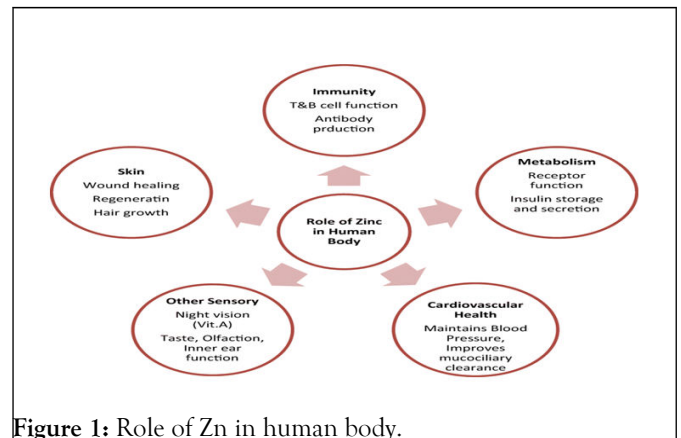 Immunity
T&B cell function
Antibody
prduction
Skin
Wound healing
Regeneratin
Hair growth
Metabolism
Receptor
function
Insulin storage
and secretion
Role of Zinc
in Human
Body
Other Sensory
Night vision
(Vit.A)
Taste, Olfaction,
Inner ear
function
Cardiovascular
Health
Maintains Blood
Pressure,
Improves
mucociliary
clearance
Figure 1: Role of Zn in human body.